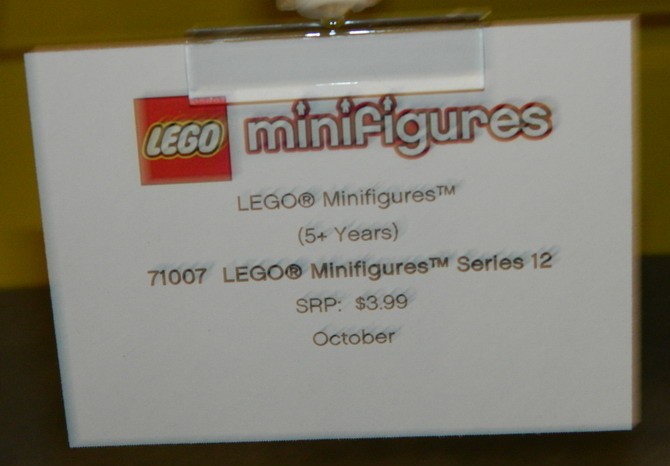 LEGO minifigures
LEGO® Minifigures™
(5+ Years)
71007 LEGO® Minifigures™ Series 12
SRP: $3.99
October